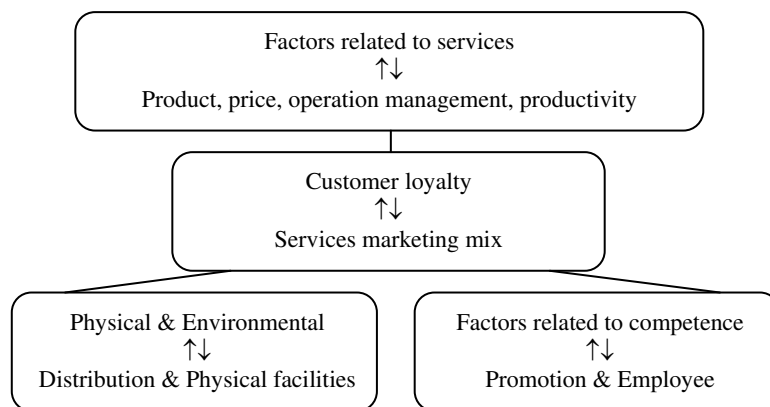 Factors related to services
↑↓
Product, price, operation management, productivity
Customer loyalty
↑↓
Services marketing mix
Physical & Environmental
↑↓
Distribution & Physical facilities
Factors related to competence
↑↓
Promotion & Employee